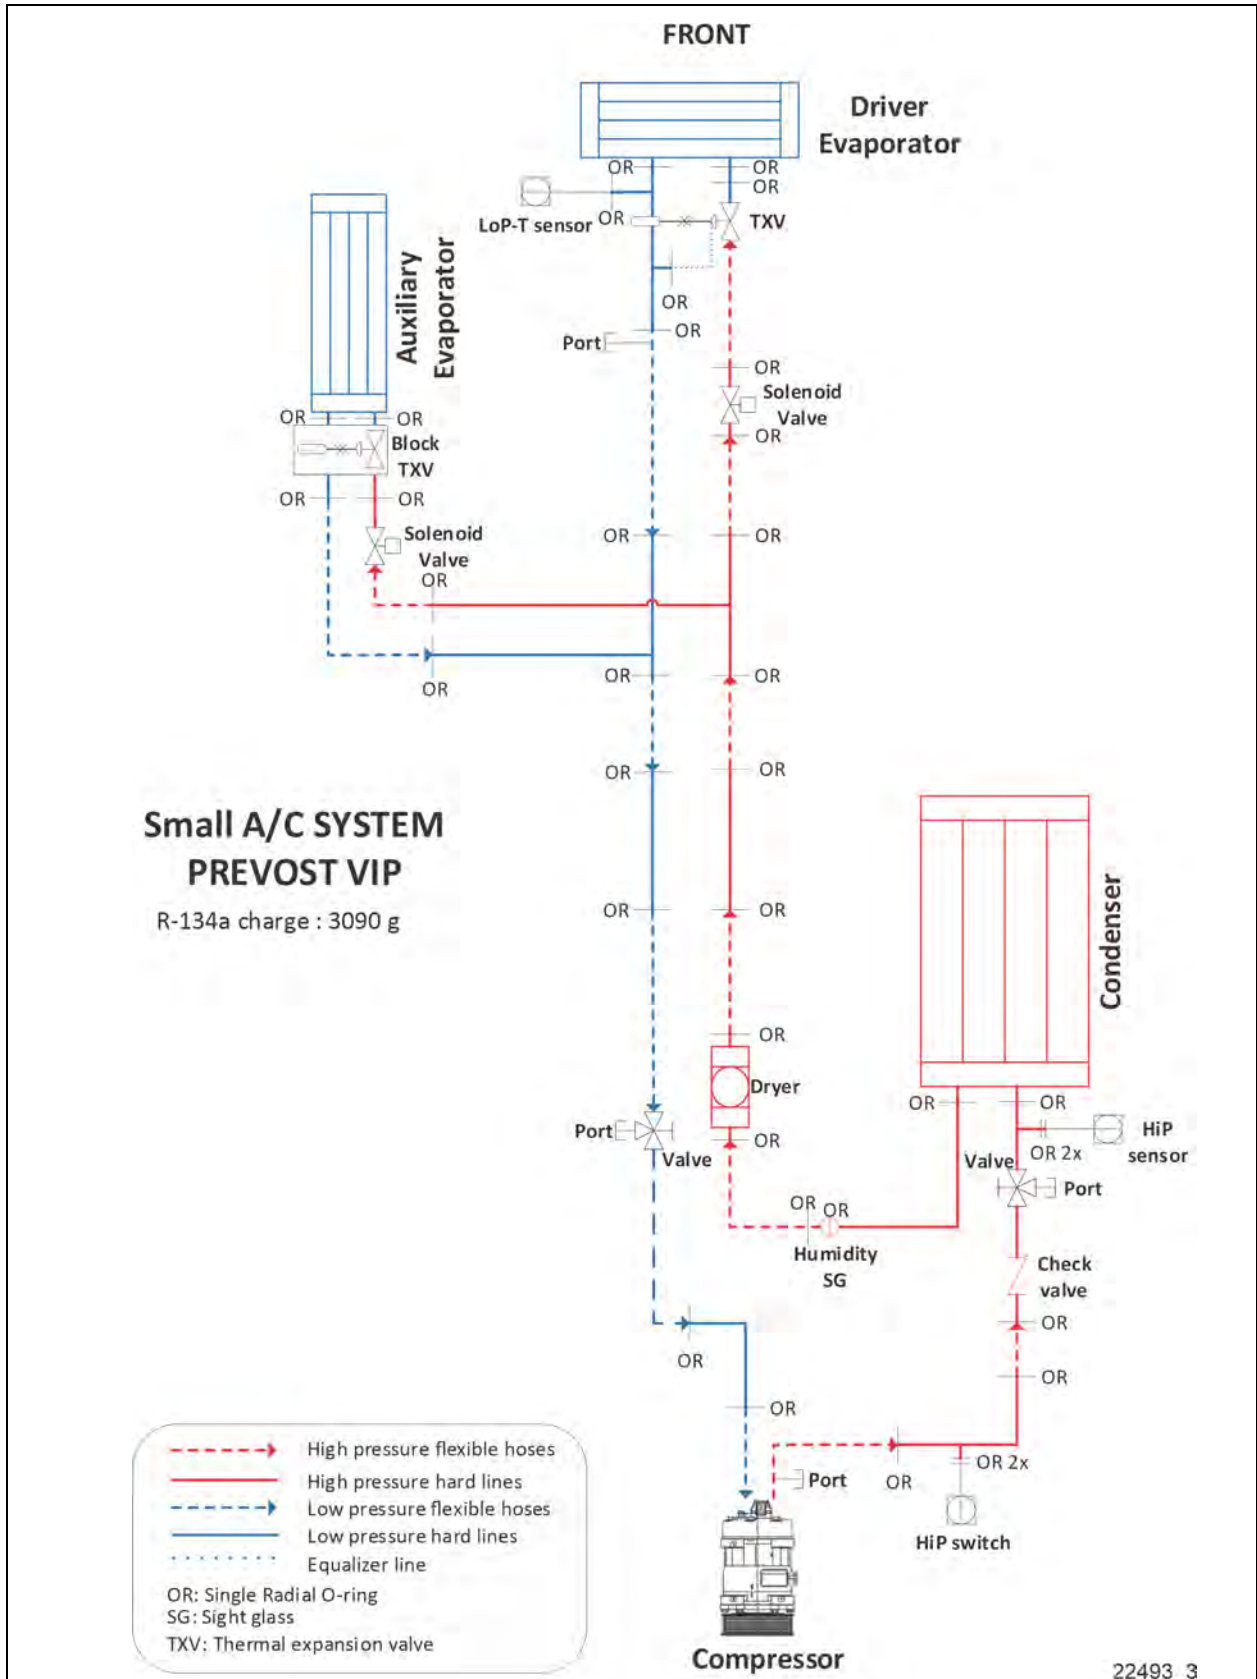 FRONT
Driver
Evaporator
OR
OR
OR
LoP-T sensor
OR
TXV
Auxiliary
Evaporator
OR
OR
Port
OR
Solenoid
Valve
OR
OR
OR
Block
TXV
OR
OR
Solenoid
Valve
OR
OR
OR
OR
OR
OR
OR
OR
Small A/C SYSTEM
PREVOST VIP
R-134a charge : 3090 g
OR
OR
Condenser
OR
Dryer
OR
OR
OR
Port
Valve
OR
HiP
sensor
OR 2x
Valve
Port
OR
OR
Humidity
SG
Check
valve
OR
OR
OR
OR
OR 2x
Port
OR
HiP switch
Compressor
High pressure flexible hoses
High pressure hard lines
Low pressure flexible hoses
Low pressure hard lines
Equalizer line
OR: Single Radial O-ring
SG: Sight glass
TXV: Thermal expansion valve
22493_3